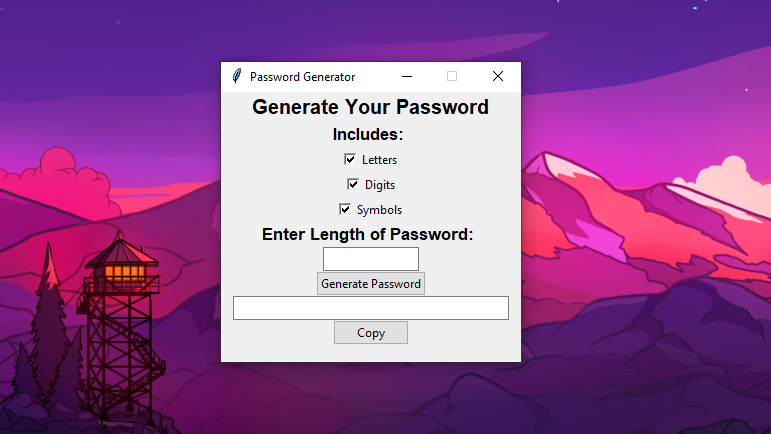 Password Generator
Generate Your Password
Includes:
Letters
Digits
Symbols
Enter Length of Password:
Generate Password
Copy